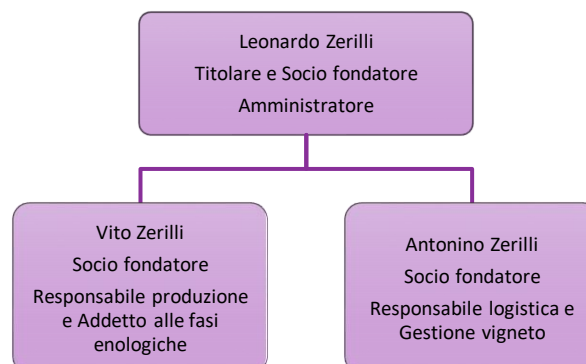 Leonardo Zerilli
Titolare e Socio fondatore
Amministratore
Vito Zerilli
Socio fondatore
Responsabile produzione
e Addetto alle fasi
enologiche
Antonino Zerilli
Socio fondatore
Responsabile logistica e
Gestione vigneto